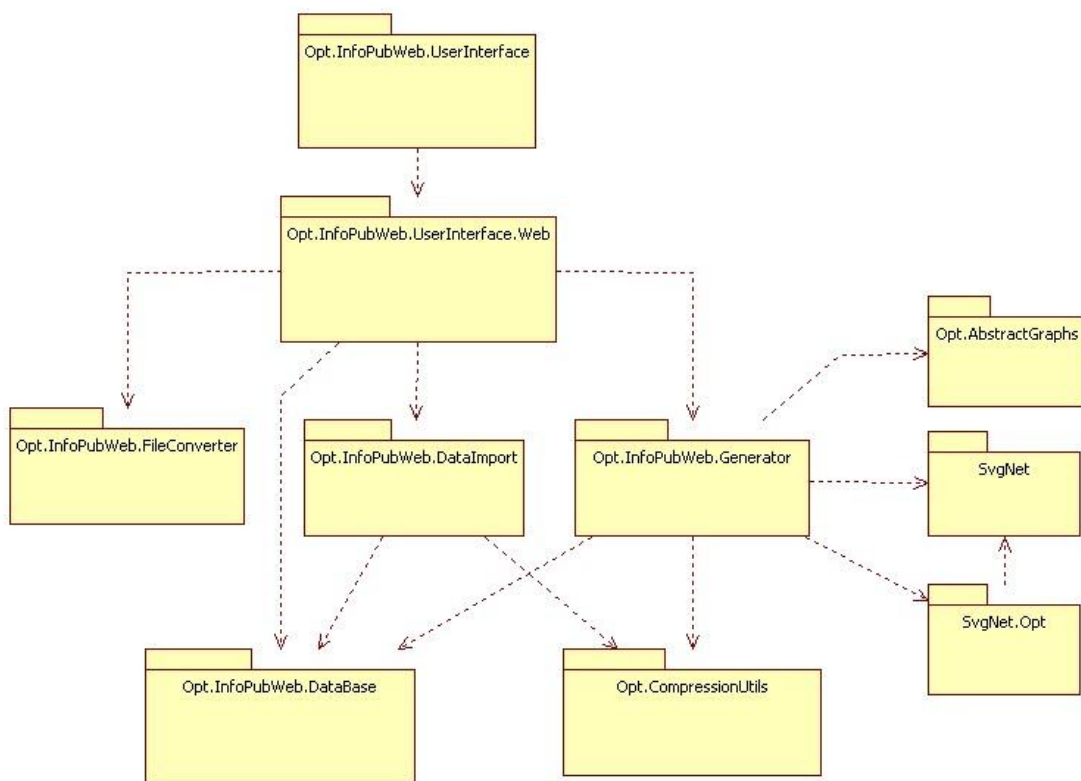 Opt.InfoPubWeb.UserInterface
Opt.InfoPubWeb.UserInterface.Web
Opt.AbstractGraphs
Opt.InfoPubWeb.FileConverter
Opt.InfoPubWeb.DataImport
Opt.InfoPubWeb.Generator
SvgNet
SvgNet.Opt
Opt.InfoPubWeb.DataBase
Opt.CompressionUtils